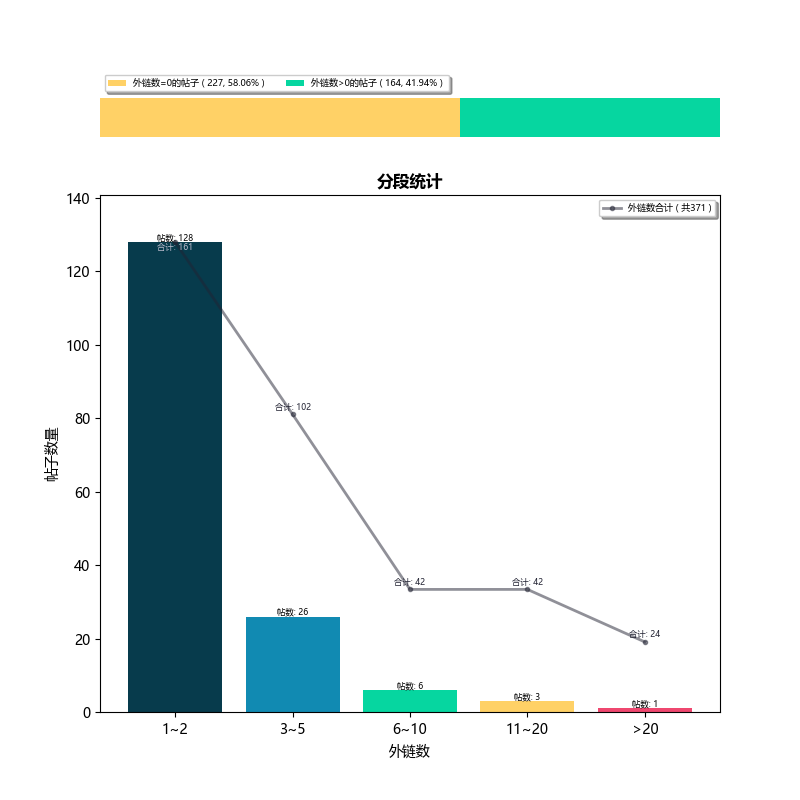 外链数=0的帖子 ( 227, 58.06% )  外链数>0的帖子 ( 164, 41.94% )
分段统计
外链数合计 ( 共371 )
140
120
100
80
60
40
20
0
帖子数量
帖数: 128
合计: 161
合计: 102
合计: 42
合计: 42
合计: 24
帖数: 26
帖数: 6
帖数: 3
帖数: 1
1~2  3~5  6~10  11~20  >20
外链数